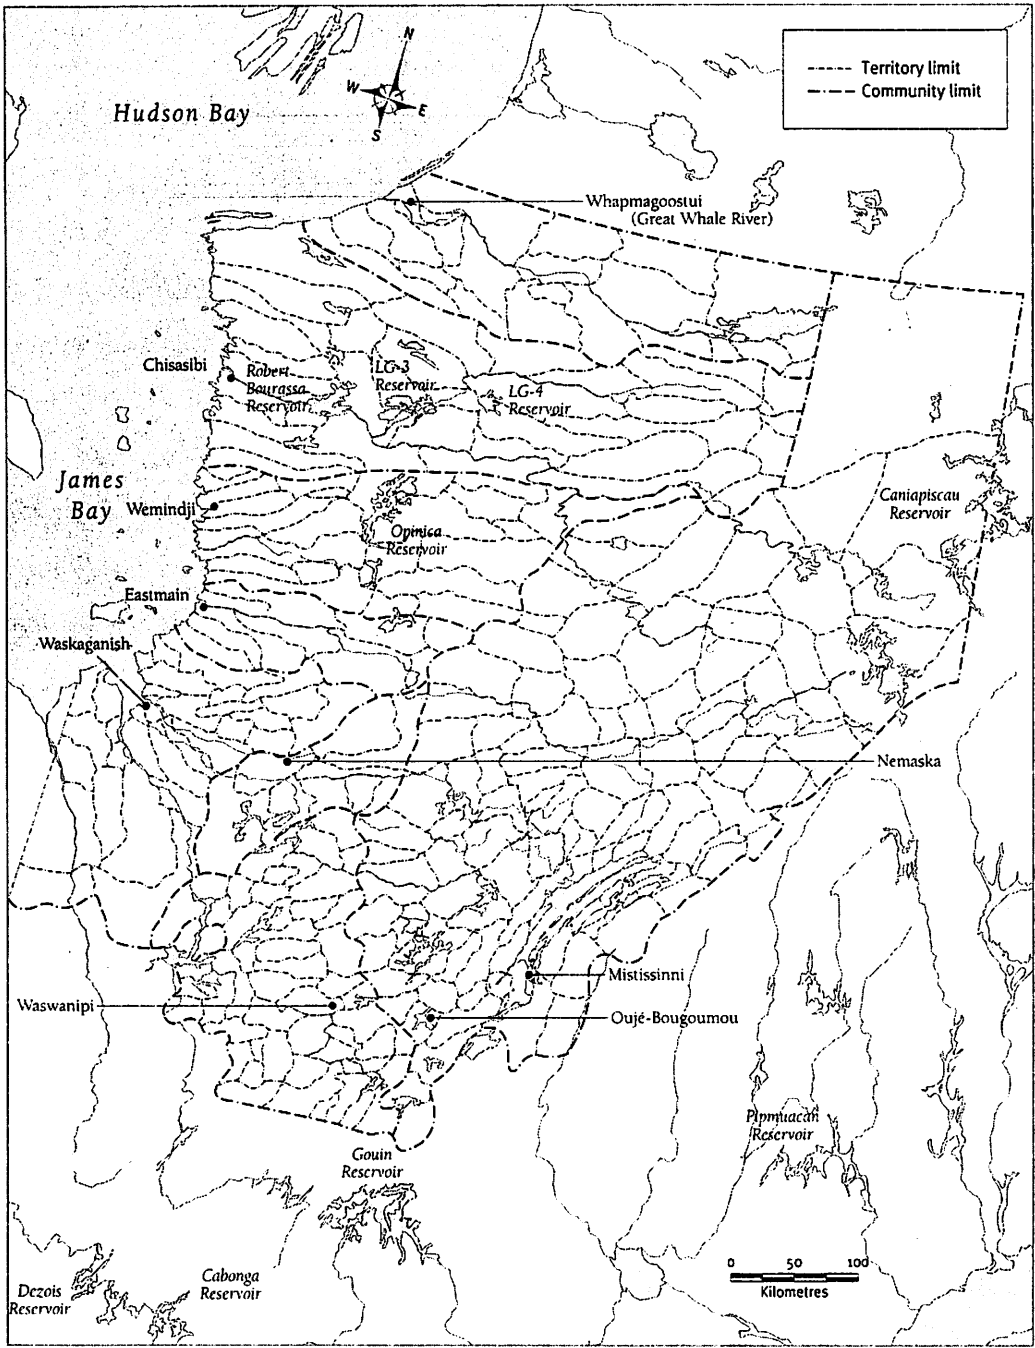 N
W
E
S
Hudson Bay
Territory limit
Community limit
Whapmagoostui
(Great Whale River)
Chisasibi
Robert
Bourassa
Reservoir
LG-3
Reservoir
LG-4
Reservoir
James
Bay
Wemindji
Opinica
Reservoir
Caniapiscau
Reservoir
Eastmain
Waskaganish
Nemaska
Mistissinni
Waswanipi
Oujé-Bougoumou
Pipmuacan
Reservoir
Gouin
Reservoir
Cabonga
Reservoir
Dezois
Reservoir
0 50 100
Kilometres